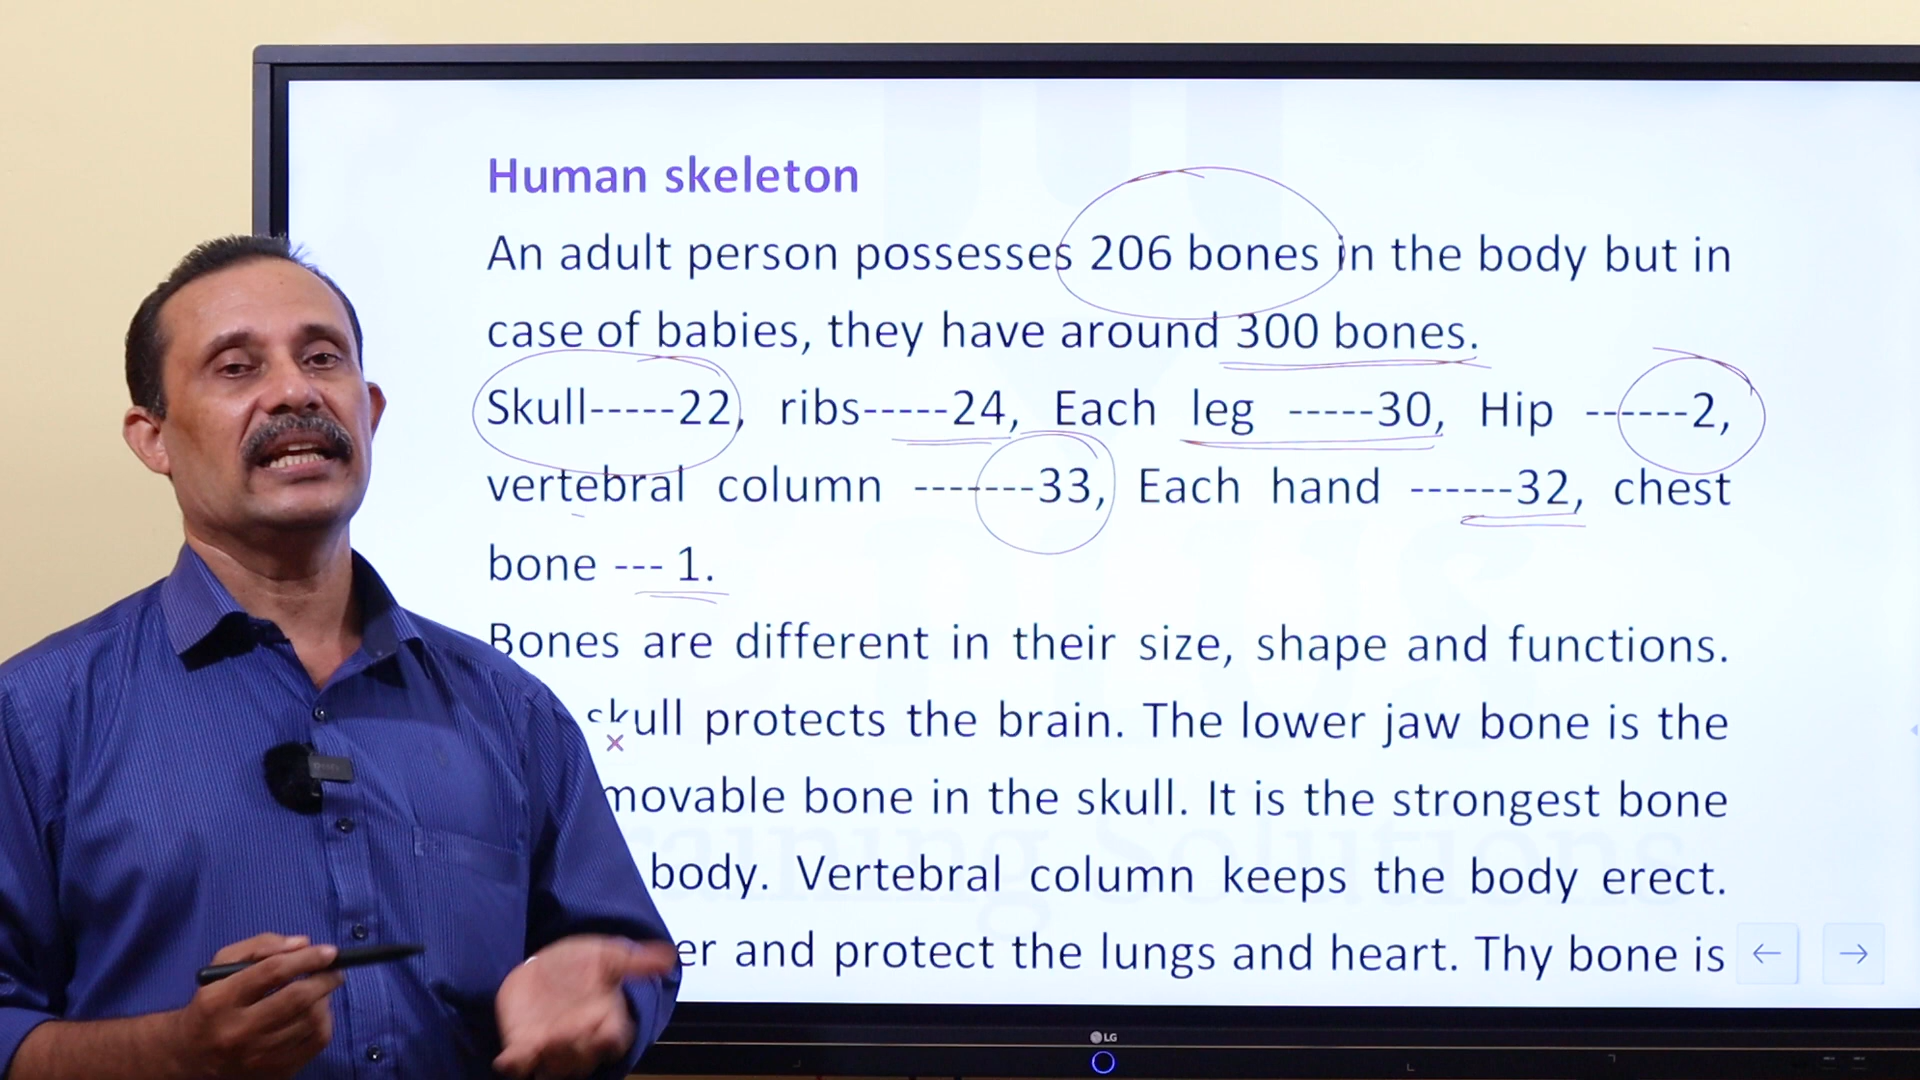 Human skeleton
An adult person possesses 206 bones in the body but in
case of babies, they have around 300 bones.
Skull-----22, ribs-----24, Each leg -----30, Hip ------2,
vertebral column -------33, Each hand ------32, chest
bone --- 1.
Bones are different in their size, shape and functions.
skull protects the brain. The lower jaw bone is the
movable bone in the skull. It is the strongest bone
body. Vertebral column keeps the body erect.
and protect the lungs and heart. Thy bone is
Training Solutions
LG